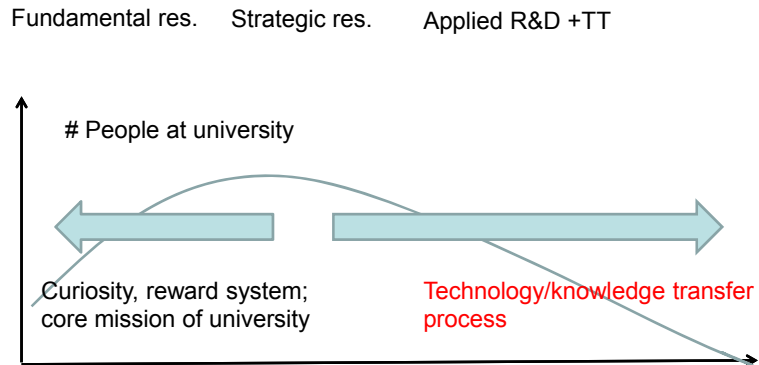 Fundamental res. Strategic res. Applied R&D +TT
# People at university
Curiosity, reward system;
core mission of university
Technology/knowledge transfer
process